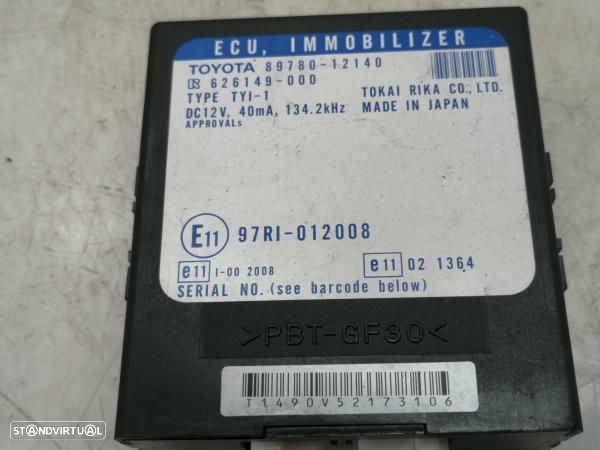 ECU, IMMOBILIZER
TOYOTA 89780-12140
626149-000
TYPE TYI-1 TOKAI RIKA CO., LTD.
DC12V, 40mA, 134.2kHz MADE IN JAPAN
APPROVALs
E11 97RI-012008
e11 I-00 2008 e11 02 1364
SERIAL NO. (see barcode below)
>PBT-GF30<
T1490V52173106
STANDVIRTUAL